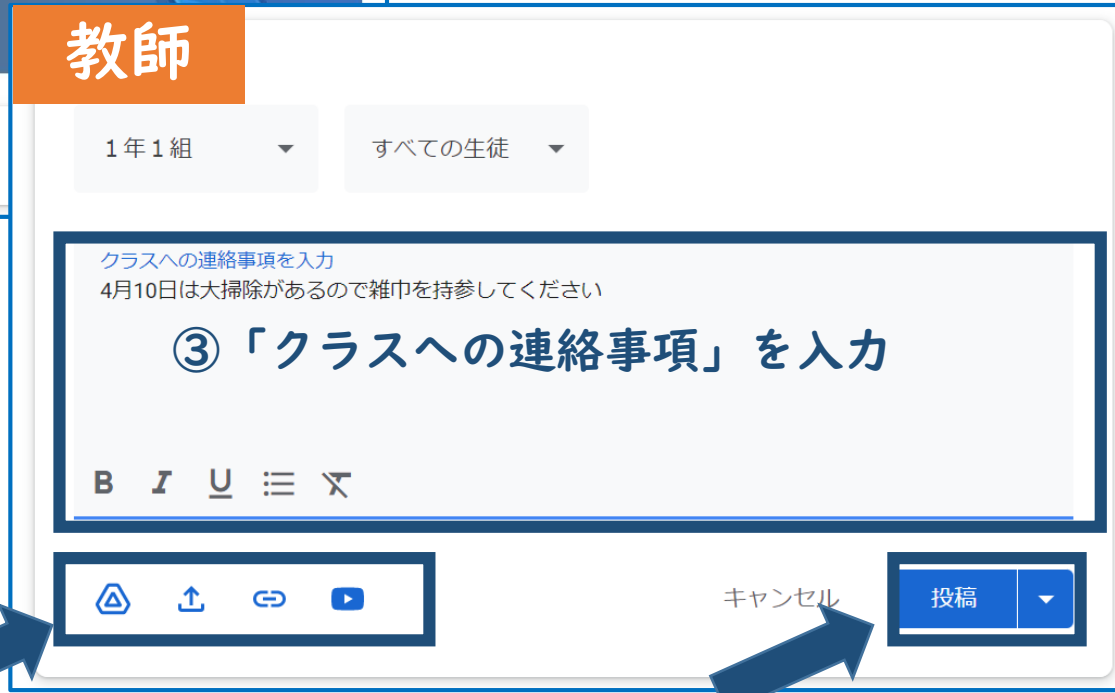 教師
1年1組
すべての生徒
クラスへの連絡事項を入力
4月10日は大掃除があるので雑巾を持参してください
③「クラスへの連絡事項」を入力
B I U
キャンセル
投稿